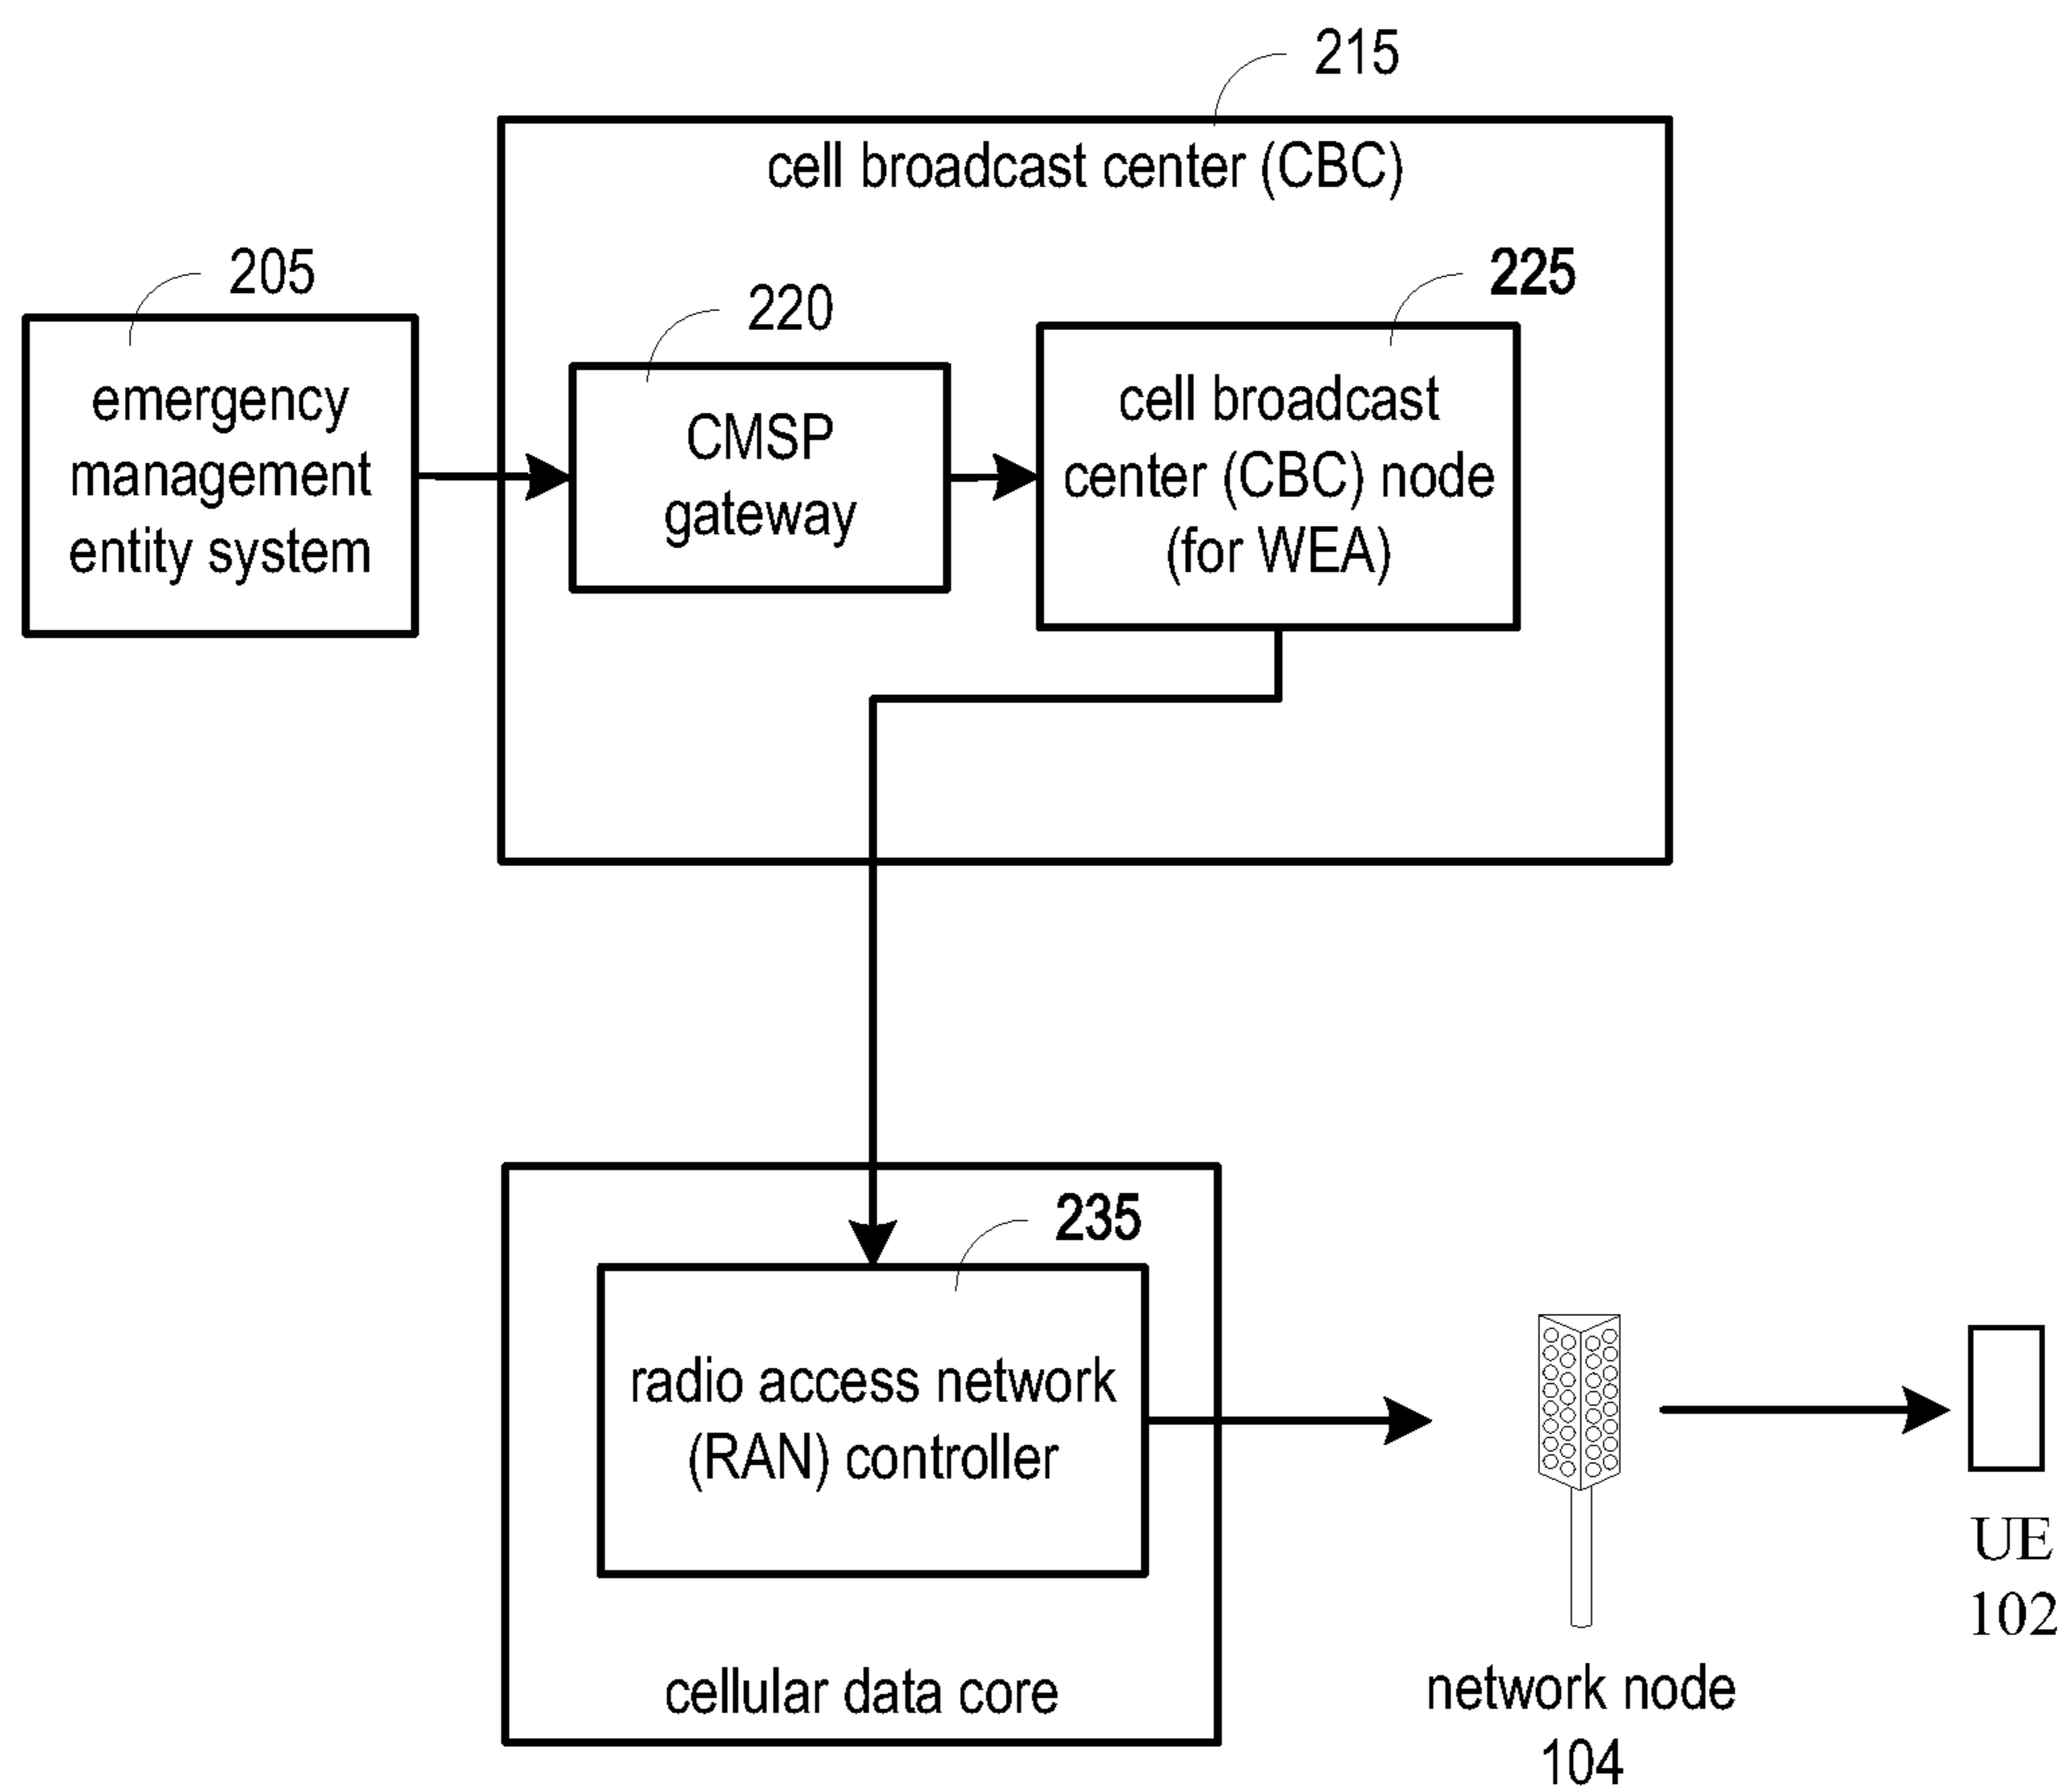 215
cell broadcast center (CBC)
205
220
225
emergency
management
entity system
CMSP
gateway
cell broadcast
center (CBC) node
(for WEA)
235
radio access network
(RAN) controller
cellular data core
network node
104
UE
102